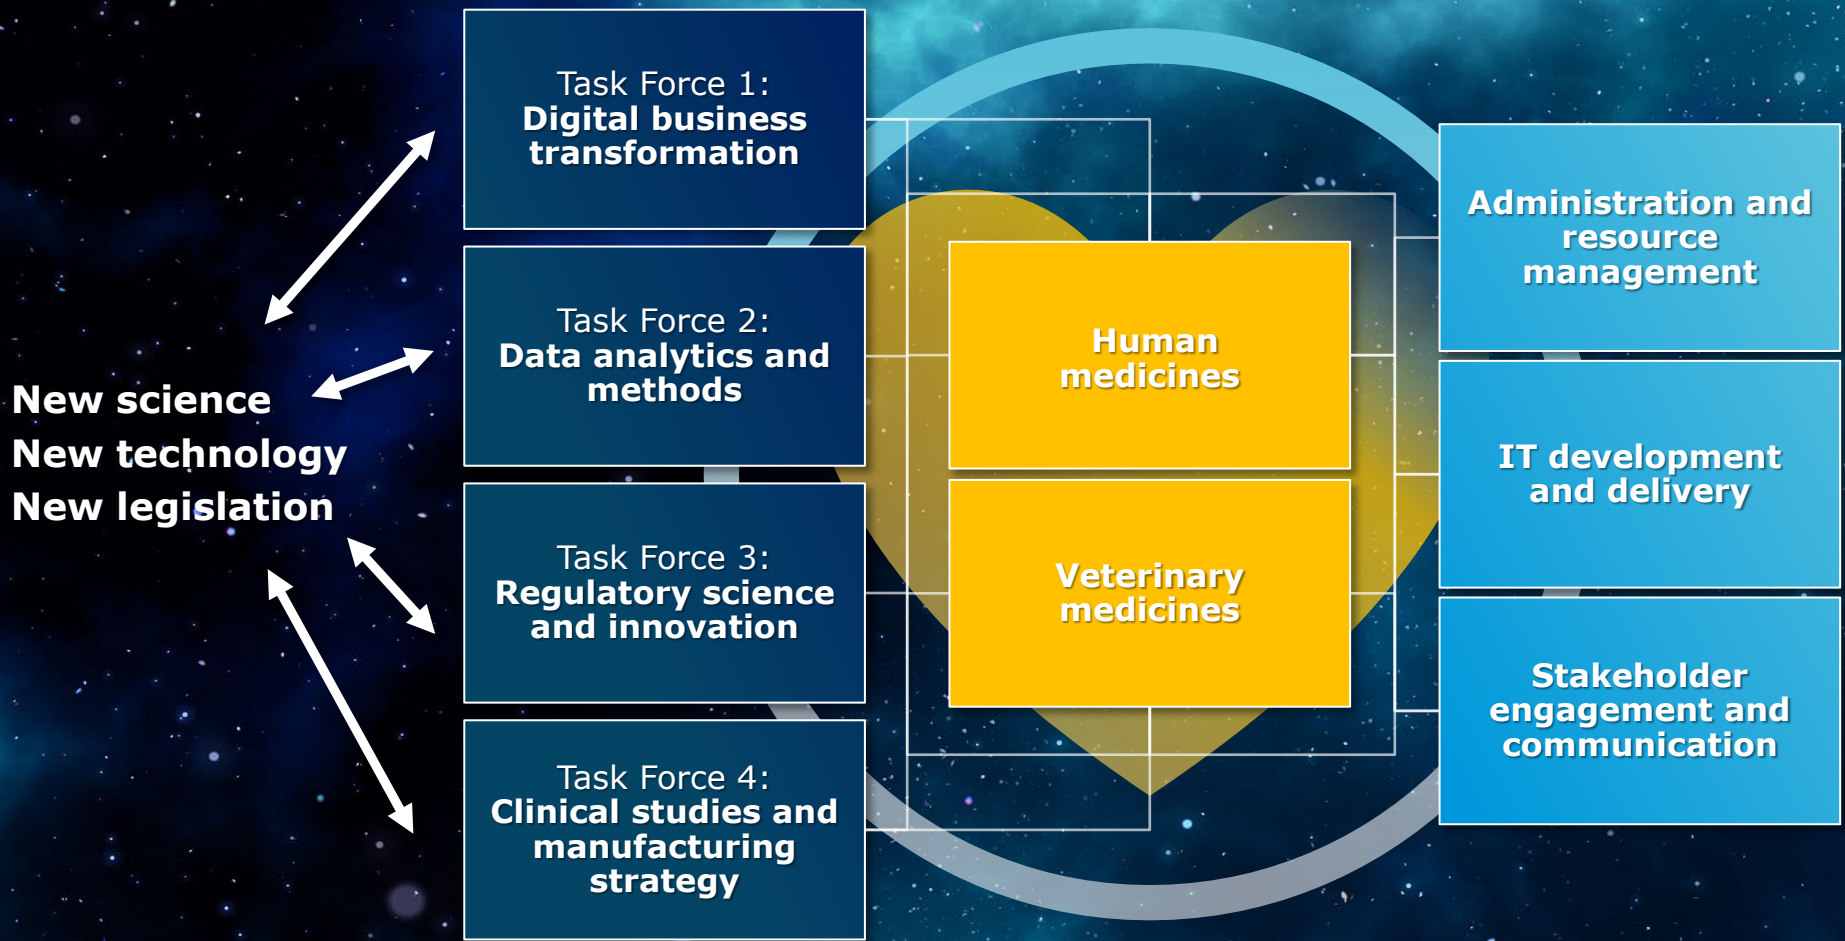 New science
New technology
New legislation
Task Force 1:
Digital business
transformation
Task Force 2:
Data analytics and
methods
Task Force 3:
Regulatory science
and innovation
Task Force 4:
Clinical studies and
manufacturing
strategy
Human
medicines
Veterinary
medicines
Administration and
resource
management
IT development
and delivery
Stakeholder
engagement and
communication